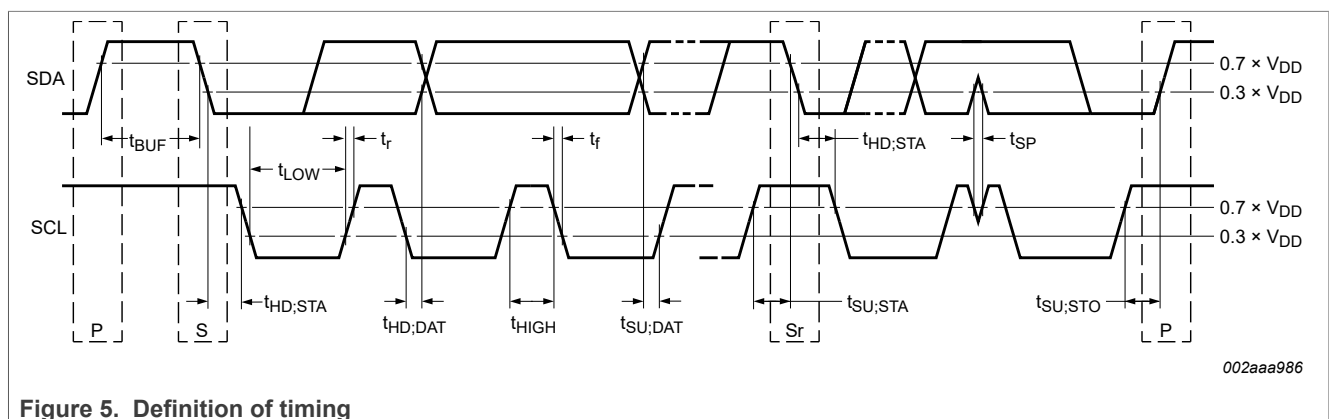 SDA
0.7 × VDD
0.3 × VDD
tBUF
tr
tf
tHD;STA
tSP
tLOW
SCL
0.7 × VDD
0.3 × VDD
tHD;STA
tHD;DAT
tHIGH
tSU;DAT
tSU;STA
tSU;STO
P
S
Sr
P
002aaa986
Figure 5. Definition of timing